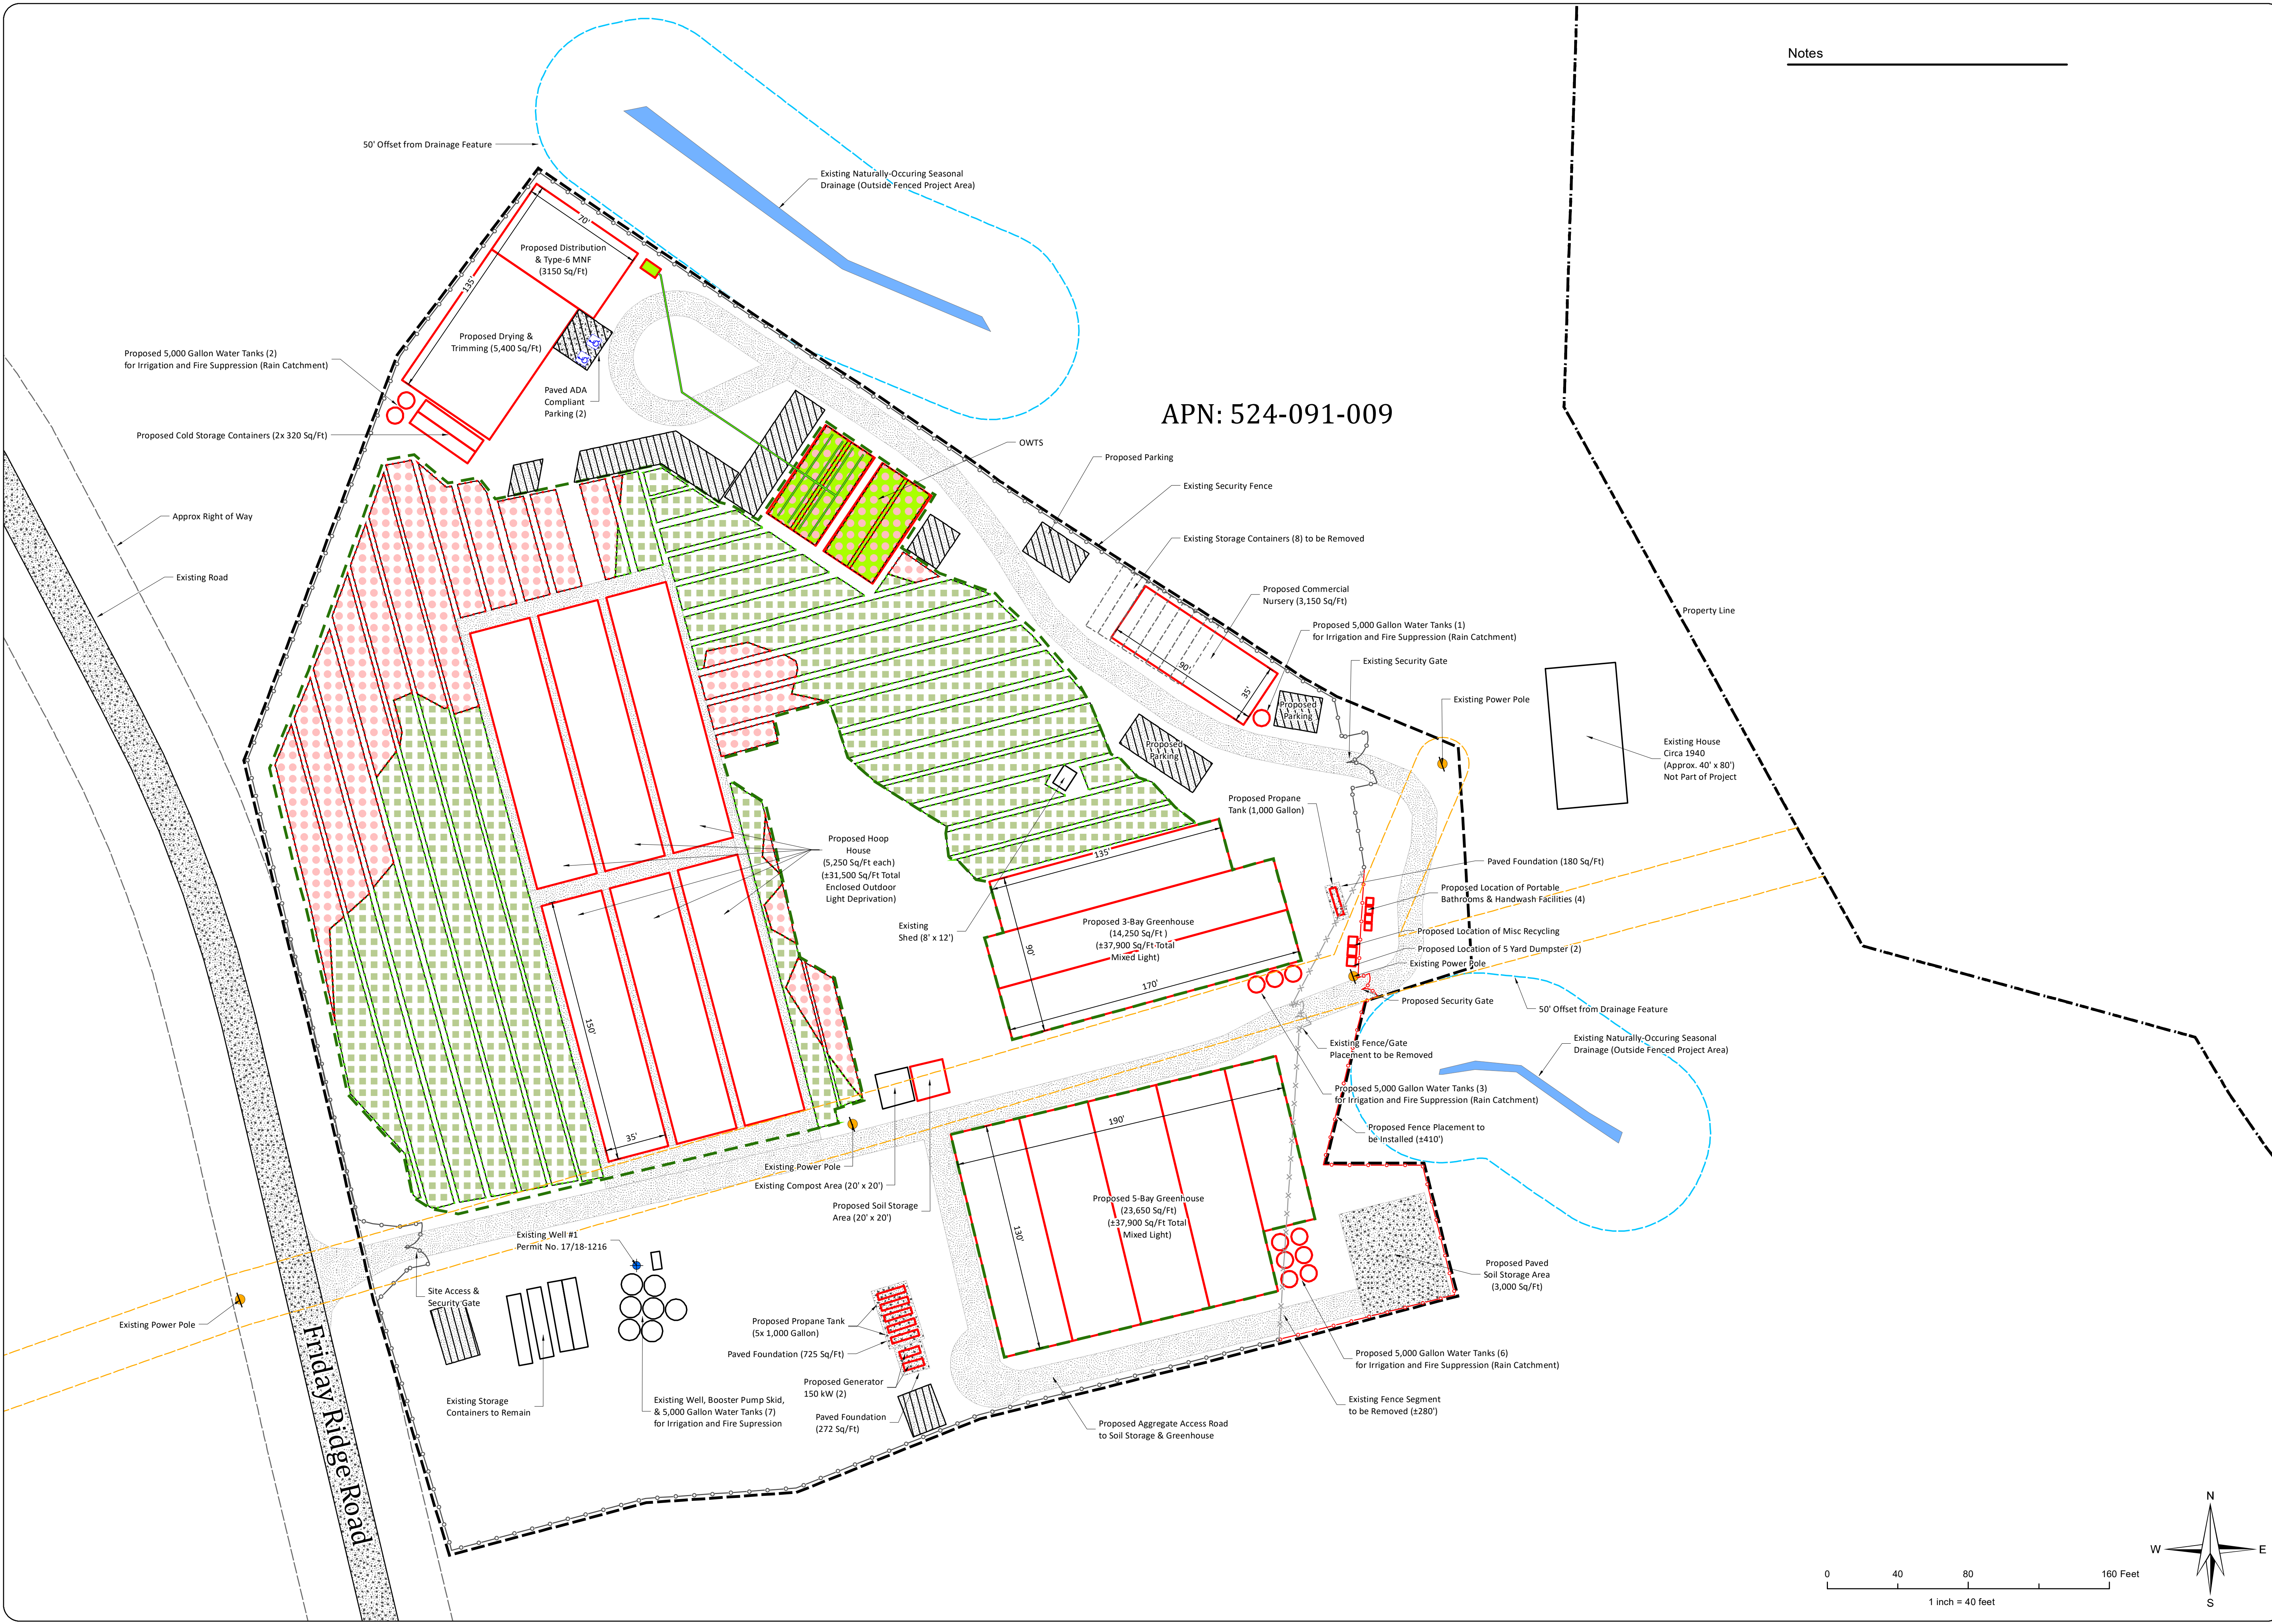 Notes
50' Offset from Drainage Feature
Existing Naturally-Occuring Seasonal
Drainage (Outside Fenced Project Area)
70'
Proposed Distribution
& Type-6 MNF
(3150 Sq/Ft)
135'
Proposed Drying &
Trimming (5,400 Sq/Ft)
Proposed 5,000 Gallon Water Tanks (2)
for Irrigation and Fire Suppression (Rain Catchment)
Paved ADA
Compliant
Parking (2)
Proposed Cold Storage Containers (2x 320 Sq/Ft)
APN: 524-091-009
OWTS
Proposed Parking
Existing Security Fence
Approx Right of Way
Existing Storage Containers (8) to be Removed
Existing Road
Proposed Commercial
Nursery (3,150 Sq/Ft)
Property Line
Proposed 5,000 Gallon Water Tanks (1)
for Irrigation and Fire Suppression (Rain Catchment)
90'
35'
Existing Security Gate
Existing Power Pole
Proposed
Parking
Proposed
Parking
Existing House
Circa 1940
(Approx. 40' x 80')
Not Part of Project
Proposed Propane
Tank (1,000 Gallon)
Proposed Hoop
House
(5,250 Sq/Ft each)
(±31,500 Sq/Ft Total
Enclosed Outdoor
Light Deprivation)
135'
Paved Foundation (180 Sq/Ft)
Proposed Location of Portable
Bathrooms & Handwash Facilities (4)
Existing
Shed (8' x 12')
Proposed 3-Bay Greenhouse
(14,250 Sq/Ft )
(±37,900 Sq/Ft Total
Mixed Light)
90'
170'
Proposed Location of Misc Recycling
Proposed Location of 5 Yard Dumpster (2)
Existing Power Pole
Proposed Security Gate
50' Offset from Drainage Feature
150'
35'
Existing Fence/Gate
Placement to be Removed
Existing Naturally-Occuring Seasonal
Drainage (Outside Fenced Project Area)
Proposed 5,000 Gallon Water Tanks (3)
for Irrigation and Fire Suppression (Rain Catchment)
Proposed Fence Placement to
be Installed (±410')
190'
Existing Power Pole
Existing Compost Area (20' x 20')
Proposed Soil Storage
Area (20' x 20')
Proposed 5-Bay Greenhouse
(23,650 Sq/Ft)
(±37,900 Sq/Ft Total
Mixed Light)
130'
Existing Well #1
Permit No. 17/18-1216
Proposed Paved
Soil Storage Area
(3,000 Sq/Ft)
Site Access &
Security Gate
Existing Power Pole
Friday Ridge Road
Proposed Propane Tank
(5x 1,000 Gallon)
Paved Foundation (725 Sq/Ft)
Proposed Generator
150 kW (2)
Paved Foundation
(272 Sq/Ft)
Existing Storage
Containers to Remain
Existing Well, Booster Pump Skid,
& 5,000 Gallon Water Tanks (7)
for Irrigation and Fire Supression
Proposed 5,000 Gallon Water Tanks (6)
for Irrigation and Fire Suppression (Rain Catchment)
Existing Fence Segment
to be Removed (±280')
Proposed Aggregate Access Road
to Soil Storage & Greenhouse
N
W
E
S
0 40 80 160 Feet
1 inch = 40 feet